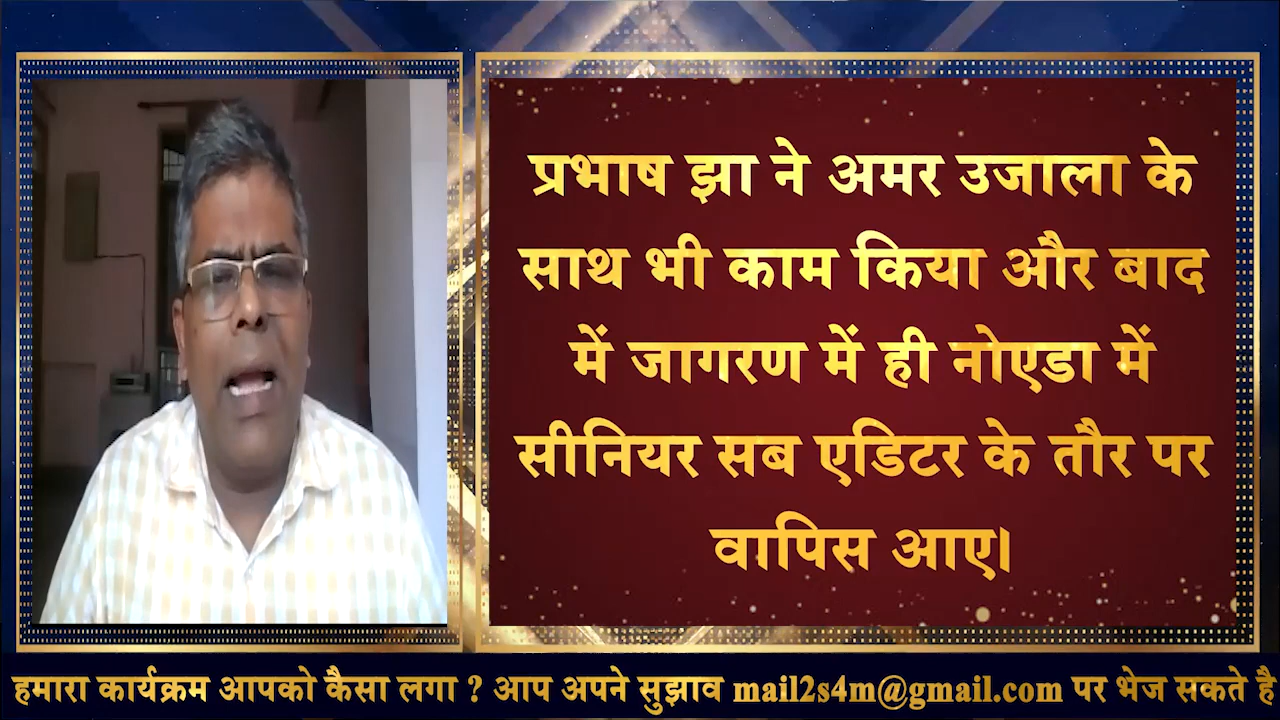 प्रभाष झा ने अमर उजाला के
साथ भी काम किया और बाद
में जागरण में ही नोएडा में
सीनियर सब एडिटर के तौर पर
वापिस आए।
हमारा कार्यक्रम आपको कैसा लगा ? आप अपने सुझाव mail2s4m@gmail.com पर भेज सकते है